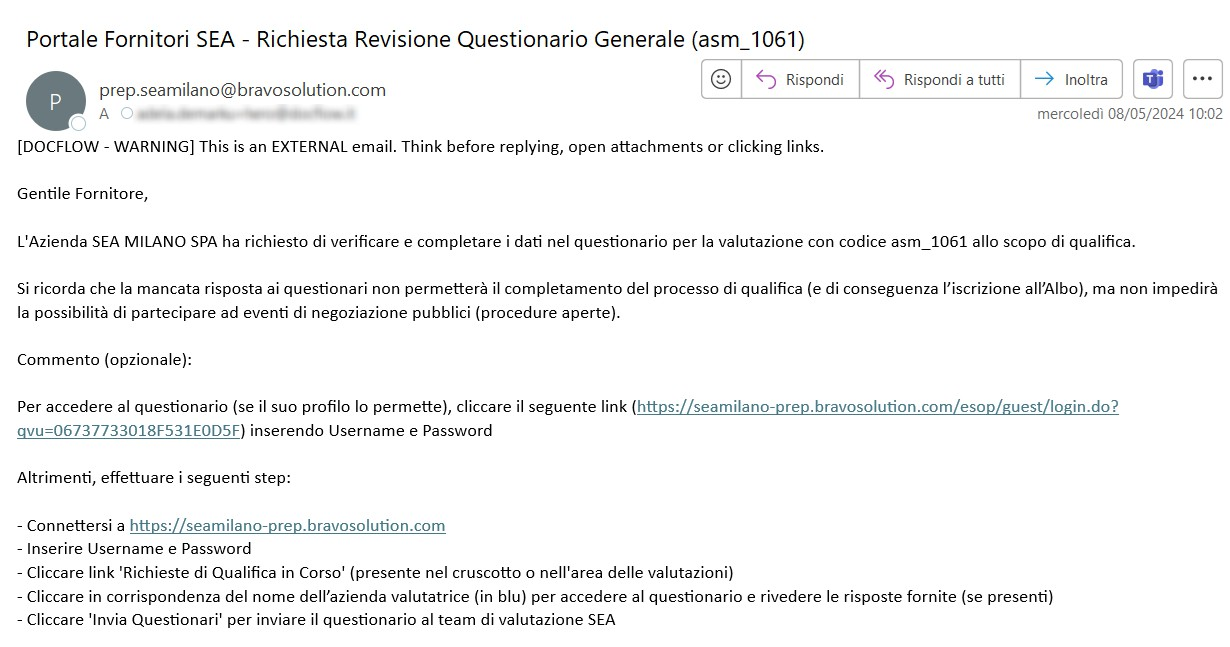 Portale Fornitori SEA - Richiesta Revisione Questionario Generale (asm_1061)
P
prep.seamilano@bravosolution.com
A
Rispondi
Rispondi a tutti
Inoltra
mercoledì 08/05/2024 10:02
[DOCFLOW - WARNING] This is an EXTERNAL email. Think before replying, open attachments or clicking links.
Gentile Fornitore,
L'Azienda SEA MILANO SPA ha richiesto di verificare e completare i dati nel questionario per la valutazione con codice asm_1061 allo scopo di qualifica.
Si ricorda che la mancata risposta ai questionari non permetterà il completamento del processo di qualifica (e di conseguenza l’iscrizione all’Albo), ma non impedirà
la possibilità di partecipare ad eventi di negoziazione pubblici (procedure aperte).
Commento (opzionale):
Per accedere al questionario (se il suo profilo lo permette), cliccare il seguente link (https://seamilano-prep.bravosolution.com/esop/guest/login.do?
qvu=06737733018F531E0D5F) inserendo Username e Password
Altrimenti, effettuare i seguenti step:
- Connettersi a https://seamilano-prep.bravosolution.com
- Inserire Username e Password
- Cliccare link 'Richieste di Qualifica in Corso' (presente nel cruscotto o nell'area delle valutazioni)
- Cliccare in corrispondenza del nome dell’azienda valutatrice (in blu) per accedere al questionario e rivedere le risposte fornite (se presenti)
- Cliccare 'Invia Questionari' per inviare il questionario al team di valutazione SEA